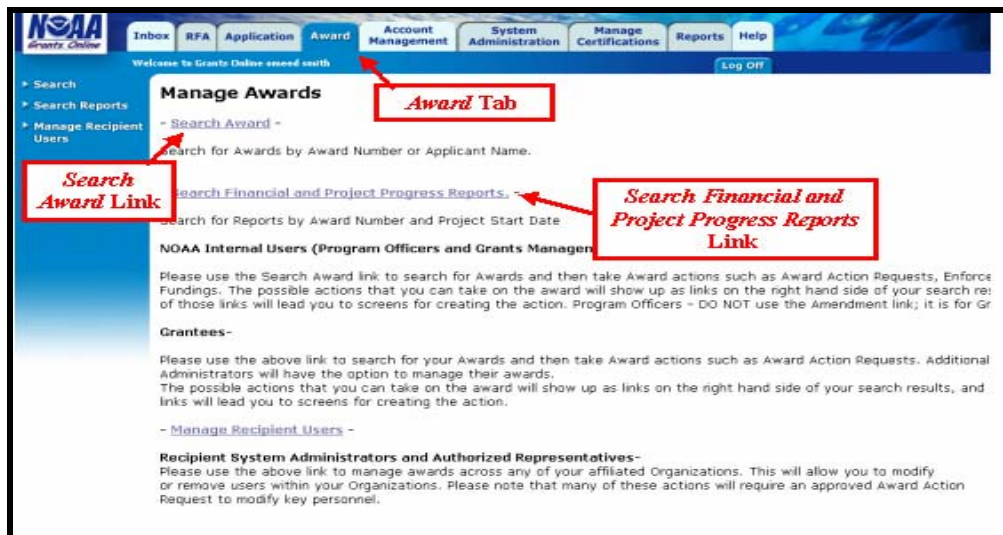 NOAA
Grants Online
Inbox RFA Application Award Account Management System Administration Manage Certifications Reports Help
Welcome to Grants Online emeed smith
Log Off
Search
Search Reports
Manage Recipient
Users
Manage Awards
Award Tab
- Search Award -
Search for Awards by Award Number or Applicant Name.
Search
Award Link
Search Financial and Project Progress Reports. -
Search Financial and
Project Progress Reports
Link
Search for Reports by Award Number and Project Start Date
NOAA Internal Users (Program Officers and Grants
Please use the Search Award link to search for Awards and then take Award actions such as Award Action Requests,
Fundings. The possible actions that you can take on the award will show up as links on the right hand side of your search
of those links will lead you to screens for creating the action. Program Officers - DO NOT use the Amendment link; it is for
Grantees-
Please use the above link to search for your Awards and then take Award actions such as Award Action Requests. Additional
Administrators will have the option to manage their awards.
The possible actions that you can take on the award will show up as links on the right hand side of your search results, and
links will lead you to screens for creating the action.
- Manage Recipient Users -
Recipient System Administrators and Authorized Representatives-
Please use the above link to manage awards across any of your affiliated Organizations. This will allow you to modify
or remove users within your Organizations. Please note that many of these actions will require an approved Award Action
Request to modify key personnel.